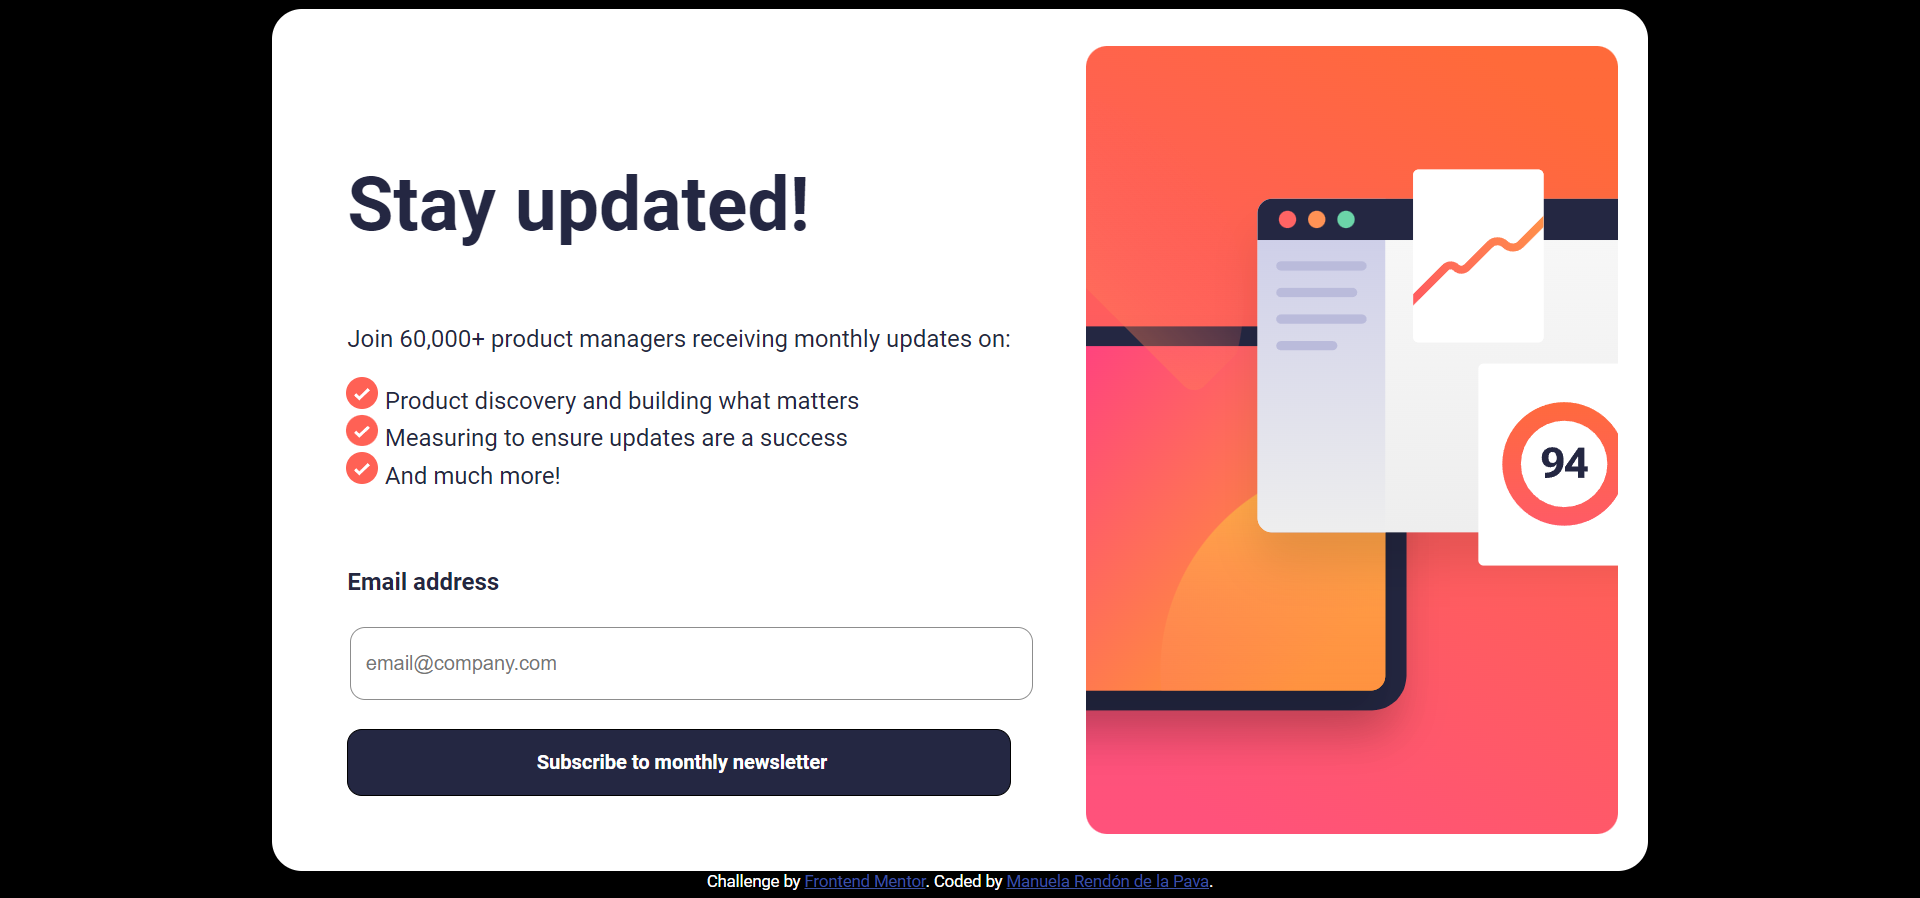 Stay updated!
Join 60,000+ product managers receiving monthly updates on:
Product discovery and building what matters
Measuring to ensure updates are a success
And much more!
Email address
email@company.com
Subscribe to monthly newsletter
94
Challenge by Frontend Mentor. Coded by Manuela Rendón de la Pava.